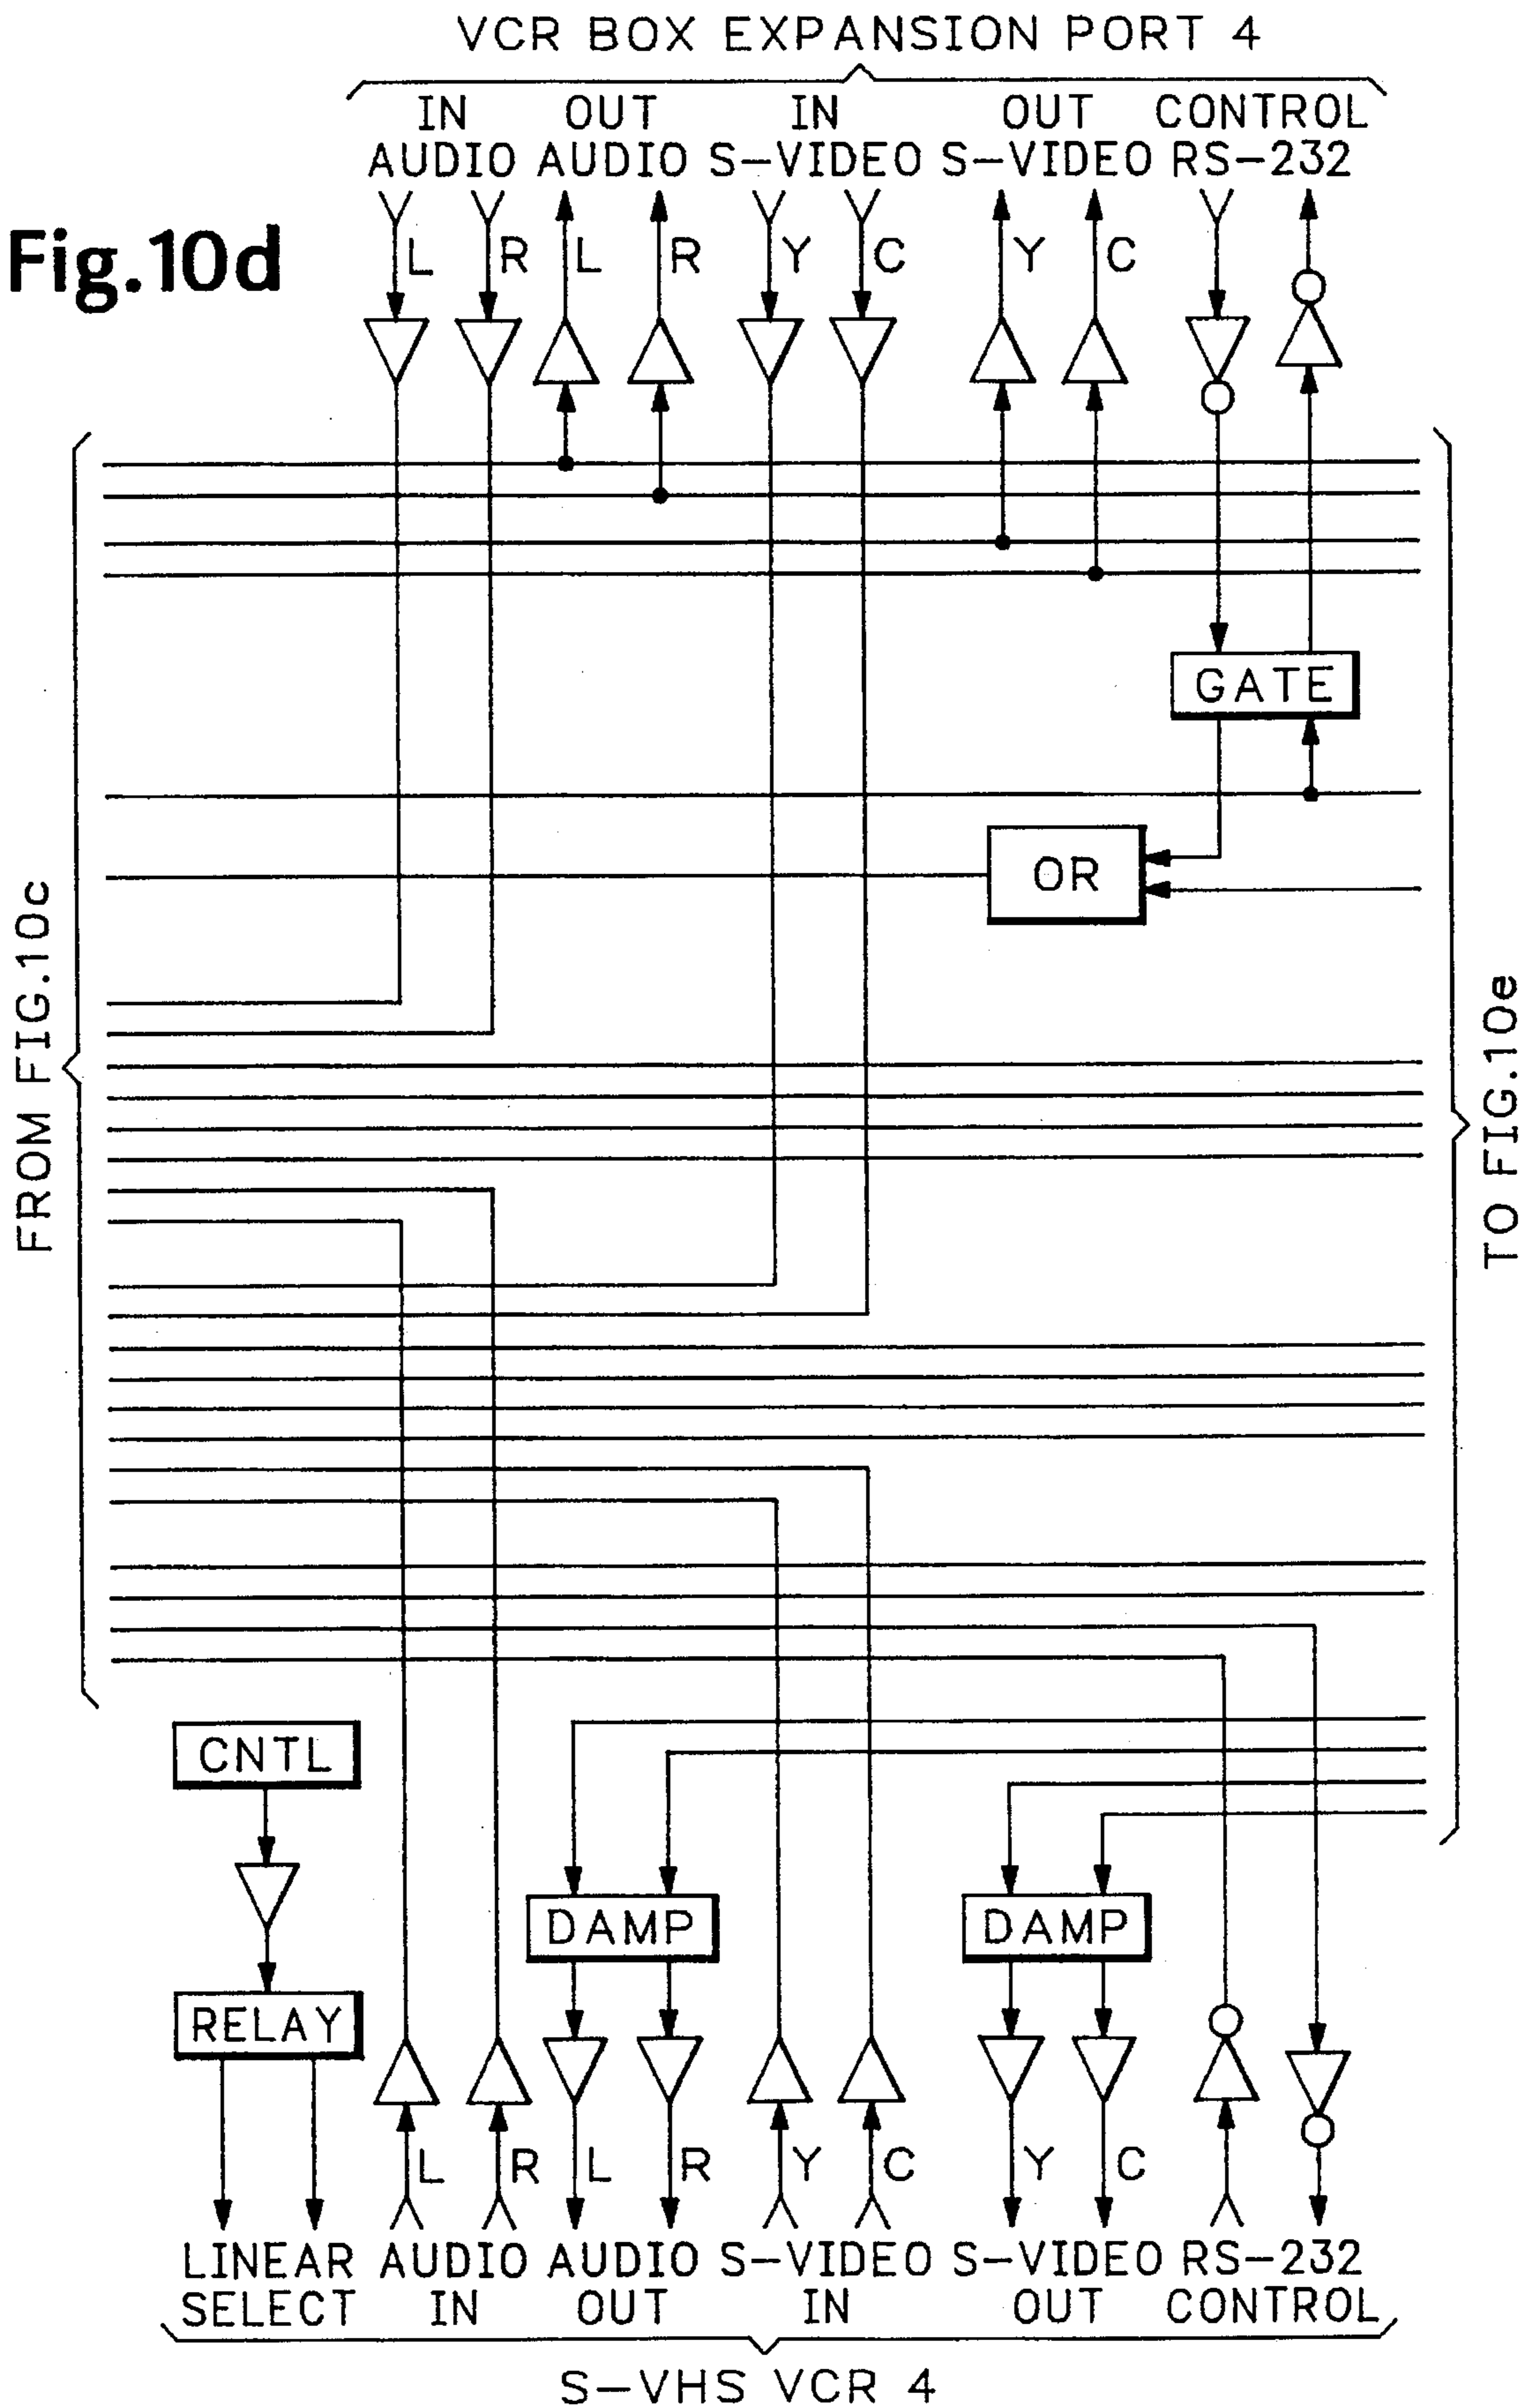 VCR BOX EXPANSION PORT 4
IN OUT IN OUT CONTROL
AUDIO AUDIO S-VIDEO S-VIDEO RS-232
Fig.10d
L R L R Y C Y C
GATE
OR
FROM FIG.10c
TO FIG.10e
CNTL
DAMP DAMP
RELAY
L R L R Y C Y C
LINEAR AUDIO AUDIO S-VIDEO S-VIDEO RS-232
SELECT IN OUT IN OUT CONTROL
S-VHS VCR 4